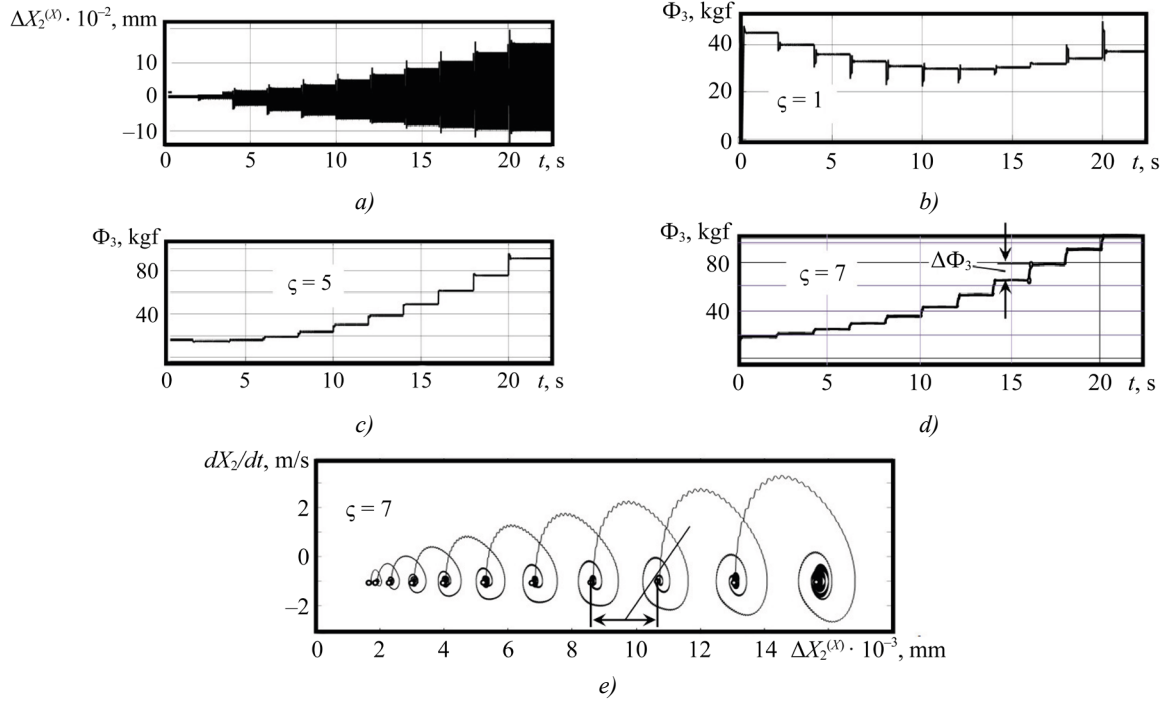 ΔX₂⁽ˣ⁾ · 10⁻², mm
10
0
–10
0 5 10 15 20 t, s
a)
Φ₃, kgf
40
20
0
ς = 1
0 5 10 15 20 t, s
b)
Φ₃, kgf
80
40
ς = 5
0 5 10 15 20 t, s
c)
Φ₃, kgf
80
40
ς = 7
ΔΦ₃
0 5 10 15 20 t, s
d)
dX₂/dt, m/s
2
0
–2
ς = 7
0 2 4 6 8 10 12 14 ΔX₂⁽ˣ⁾ · 10⁻³, mm
e)